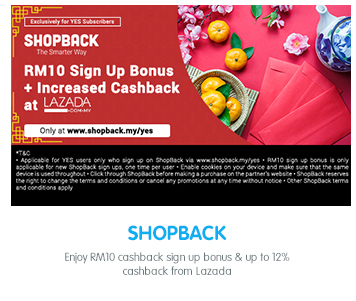 Exclusively for YES Subscribers
SHOPBACK
The Smarter Way
RM10 Sign Up Bonus
+ Increased Cashback
at LAZADA
.COM.MY
Only at www.shopback.my/yes
*T&C
• Applicable for YES users only who sign up on ShopBack via www.shopback.my/yes • RM10 sign up bonus is only
applicable for new ShopBack sign ups, one time per user • Enable cookies on your device and make sure that the same
device is used throughout • Click through ShopBack before making a purchase on the partner's website • ShopBack reserves
the right to change the terms and conditions or cancel any promotions at any time without notice • Other ShopBack terms
and conditions apply
SHOPBACK
Enjoy RM10 cashback sign up bonus & up to 12%
cashback from Lazada